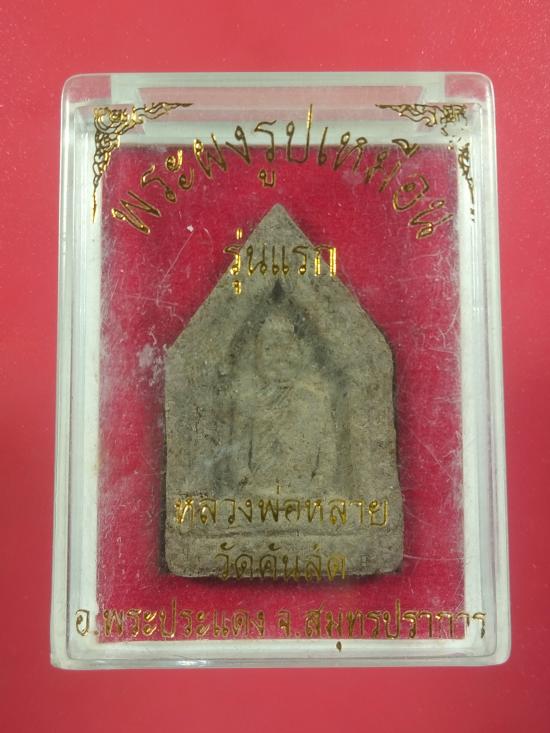 พระผงรูปเหมือน
รุ่นแรก
หลวงพ่อหลาย
วัดคันลัด
อ.พระประแดง จ.สมุทรปราการ